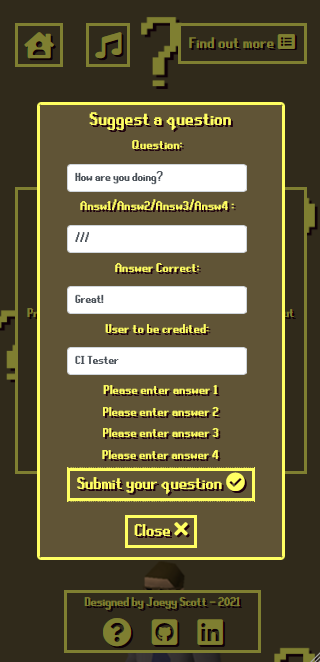 Find out more
Suggest a question
Question:
How are you doing?
Answ1/Answ2/Answ3/Answ4 :
///
Answer Correct:
Great!
User to be credited:
CI Tester
Please enter answer 1
Please enter answer 2
Please enter answer 3
Please enter answer 4
Submit your question
Close
Designed by Joeyy Scott - 2021